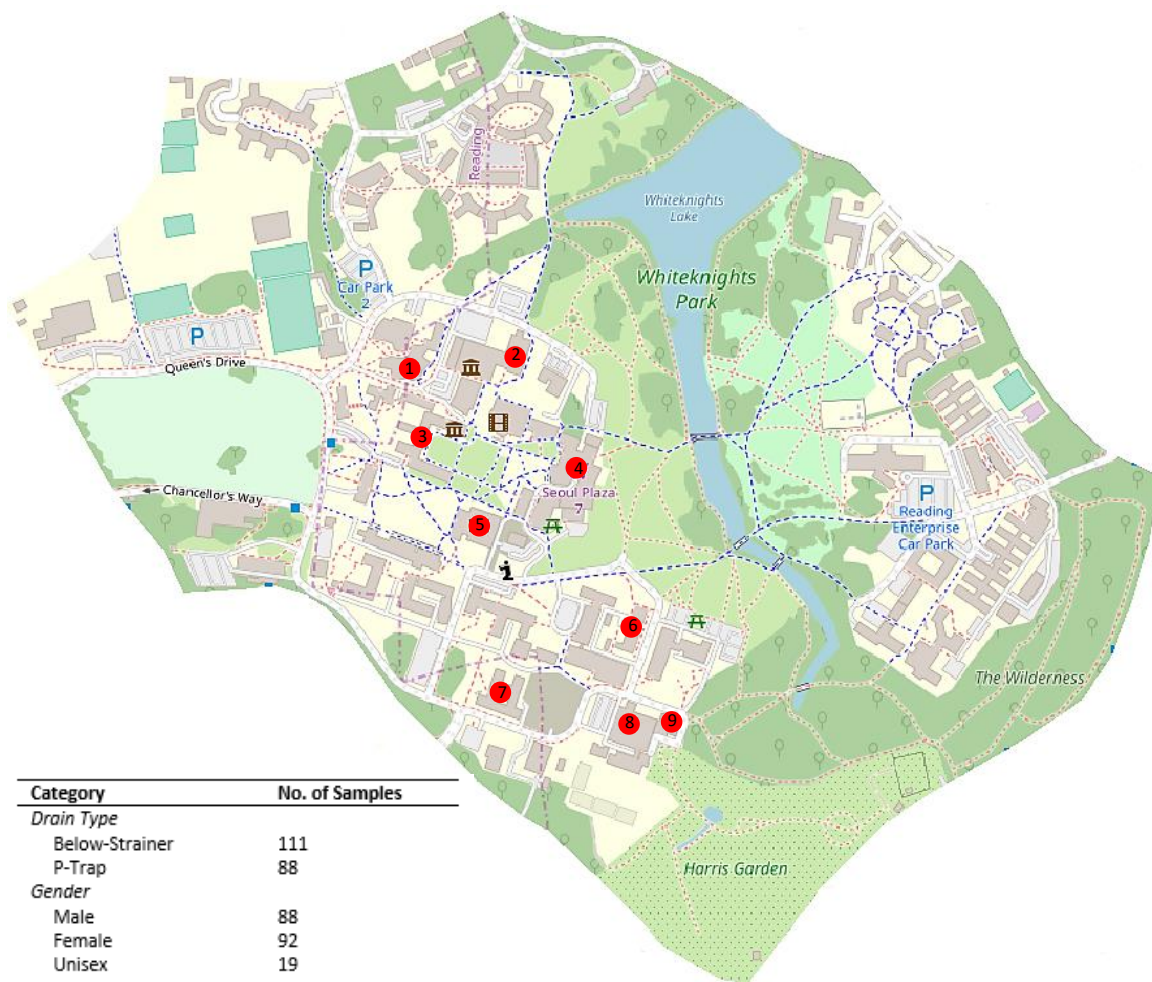 Reading
Whiteknights
Lake
Whiteknights
Park
P
Car Park
2
P
Queen's Drive
1
2
3
4
Seoul Plaza
7
Chancellor's Way
5
P
Reading
Enterprise
Car Park
i
6
The Wilderness
7
8
9
Harris Garden
Category No. of Samples
Drain Type
Below-Strainer 111
P-Trap 88
Gender
Male 88
Female 92
Unisex 19